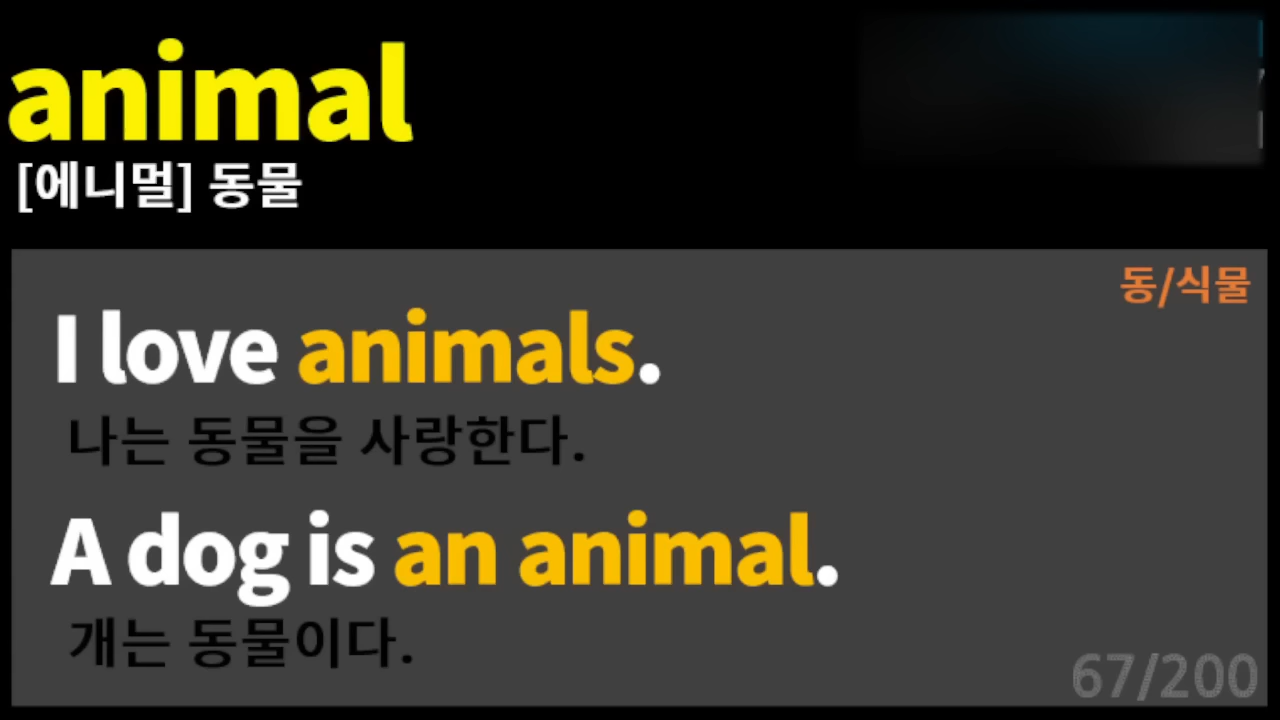 animal
[에니멀] 동물
동/식물
I love animals.
나는 동물을 사랑한다.
A dog is an animal.
개는 동물이다.
67/200